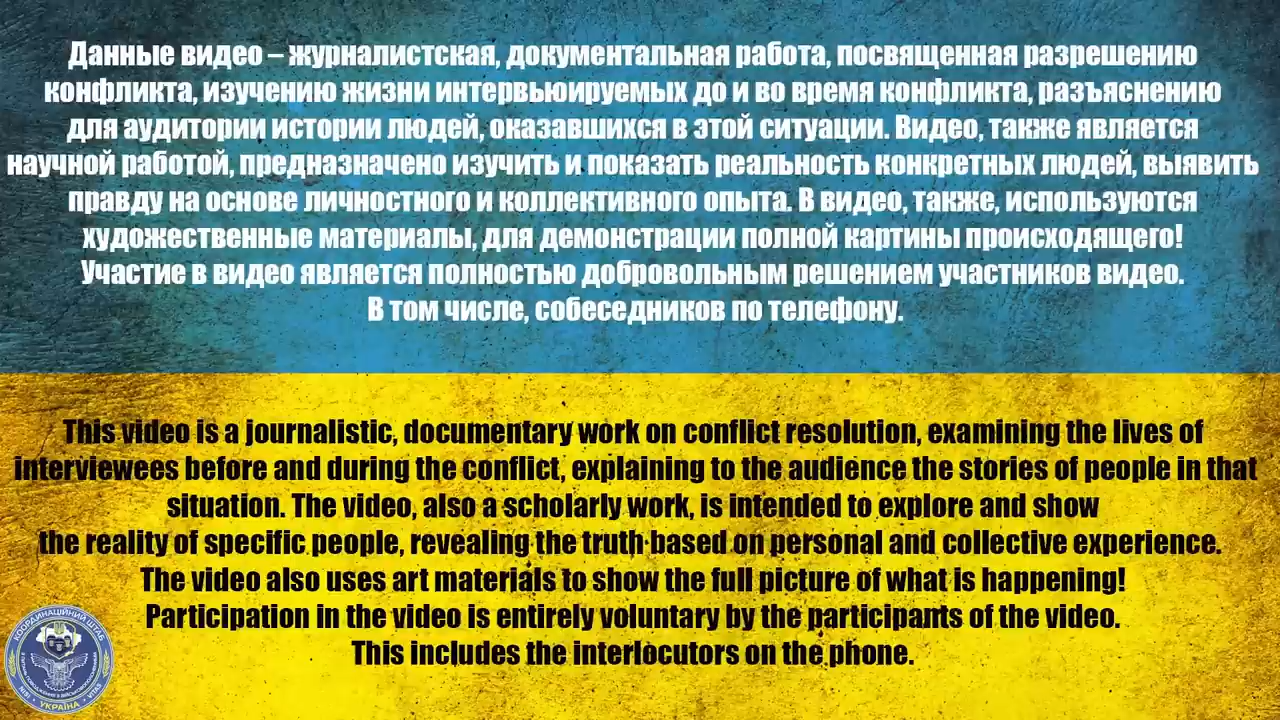 Данные видео – журналистская, документальная работа, посвященная разрешению
конфликта, изучению жизни интервьюируемых до и во время конфликта, разъяснению
для аудитории истории людей, оказавшихся в этой ситуации. Видео, также является
научной работой, предназначено изучить и показать реальность конкретных людей, выявить
правду на основе личностного и коллективного опыта. В видео, также, используются
художественные материалы, для демонстрации полной картины происходящего!
Участие в видео является полностью добровольным решением участников видео.
В том числе, собеседников по телефону.
This video is a journalistic, documentary work on conflict resolution, examining the lives of
interviewees before and during the conflict, explaining to the audience the stories of people in that
situation. The video, also a scholarly work, is intended to explore and show
the reality of specific people, revealing the truth based on personal and collective experience.
The video also uses art materials to show the full picture of what is happening!
Participation in the video is entirely voluntary by the participants of the video.
This includes the interlocutors on the phone.
КООРДИНАЦІЙНИЙ ШТАБ
УКРАЇНА